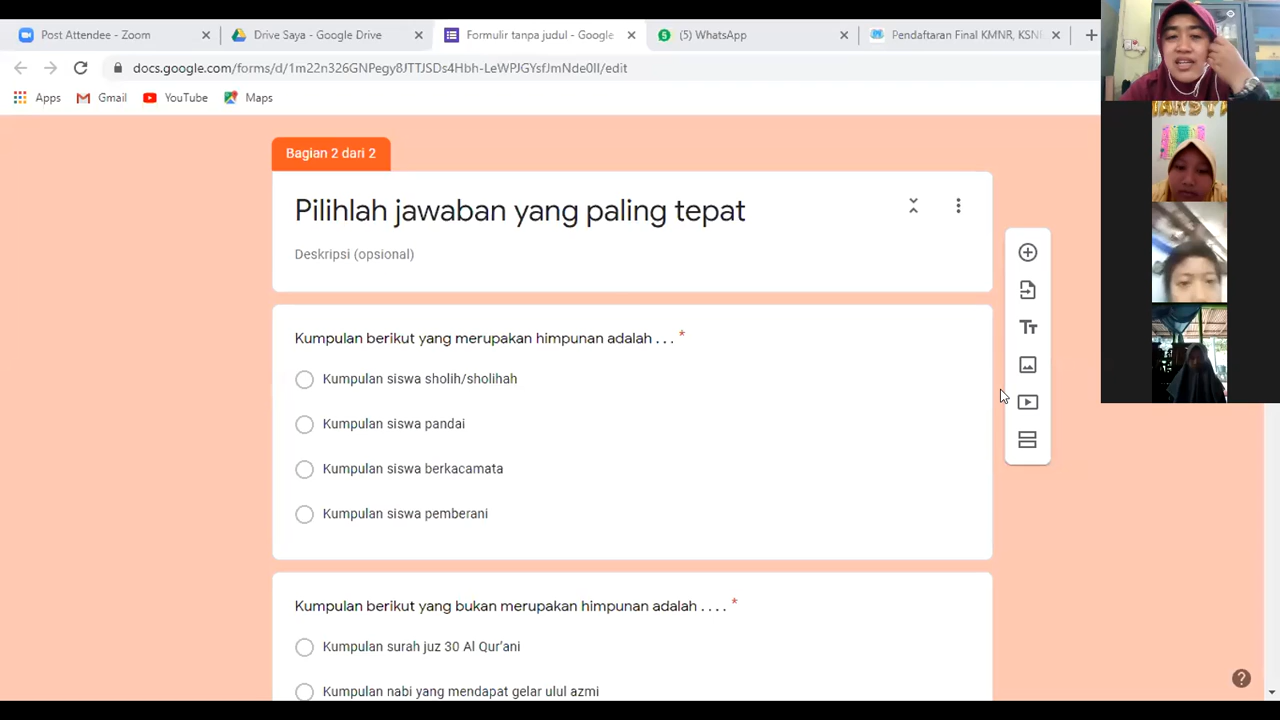 Post Attendee - Zoom
Drive Saya - Google Drive
Formulir tanpa judul - Google
(5) WhatsApp
Pendaftaran Final KMNR, KSNI
docs.google.com/forms/d/1m22n326GNPegy8JTTJSDs4Hbh-LeWPJGYsfJmNde0lI/edit
Apps
Gmail
YouTube
Maps
Bagian 2 dari 2
Pilihlah jawaban yang paling tepat
Deskripsi (opsional)
Kumpulan berikut yang merupakan himpunan adalah . . . *
Kumpulan siswa sholih/sholihah
Kumpulan siswa pandai
Kumpulan siswa berkacamata
Kumpulan siswa pemberani
Kumpulan berikut yang bukan merupakan himpunan adalah . . . . *
Kumpulan surah juz 30 Al Qur'ani
Kumpulan nabi yang mendapat gelar ulul azmi